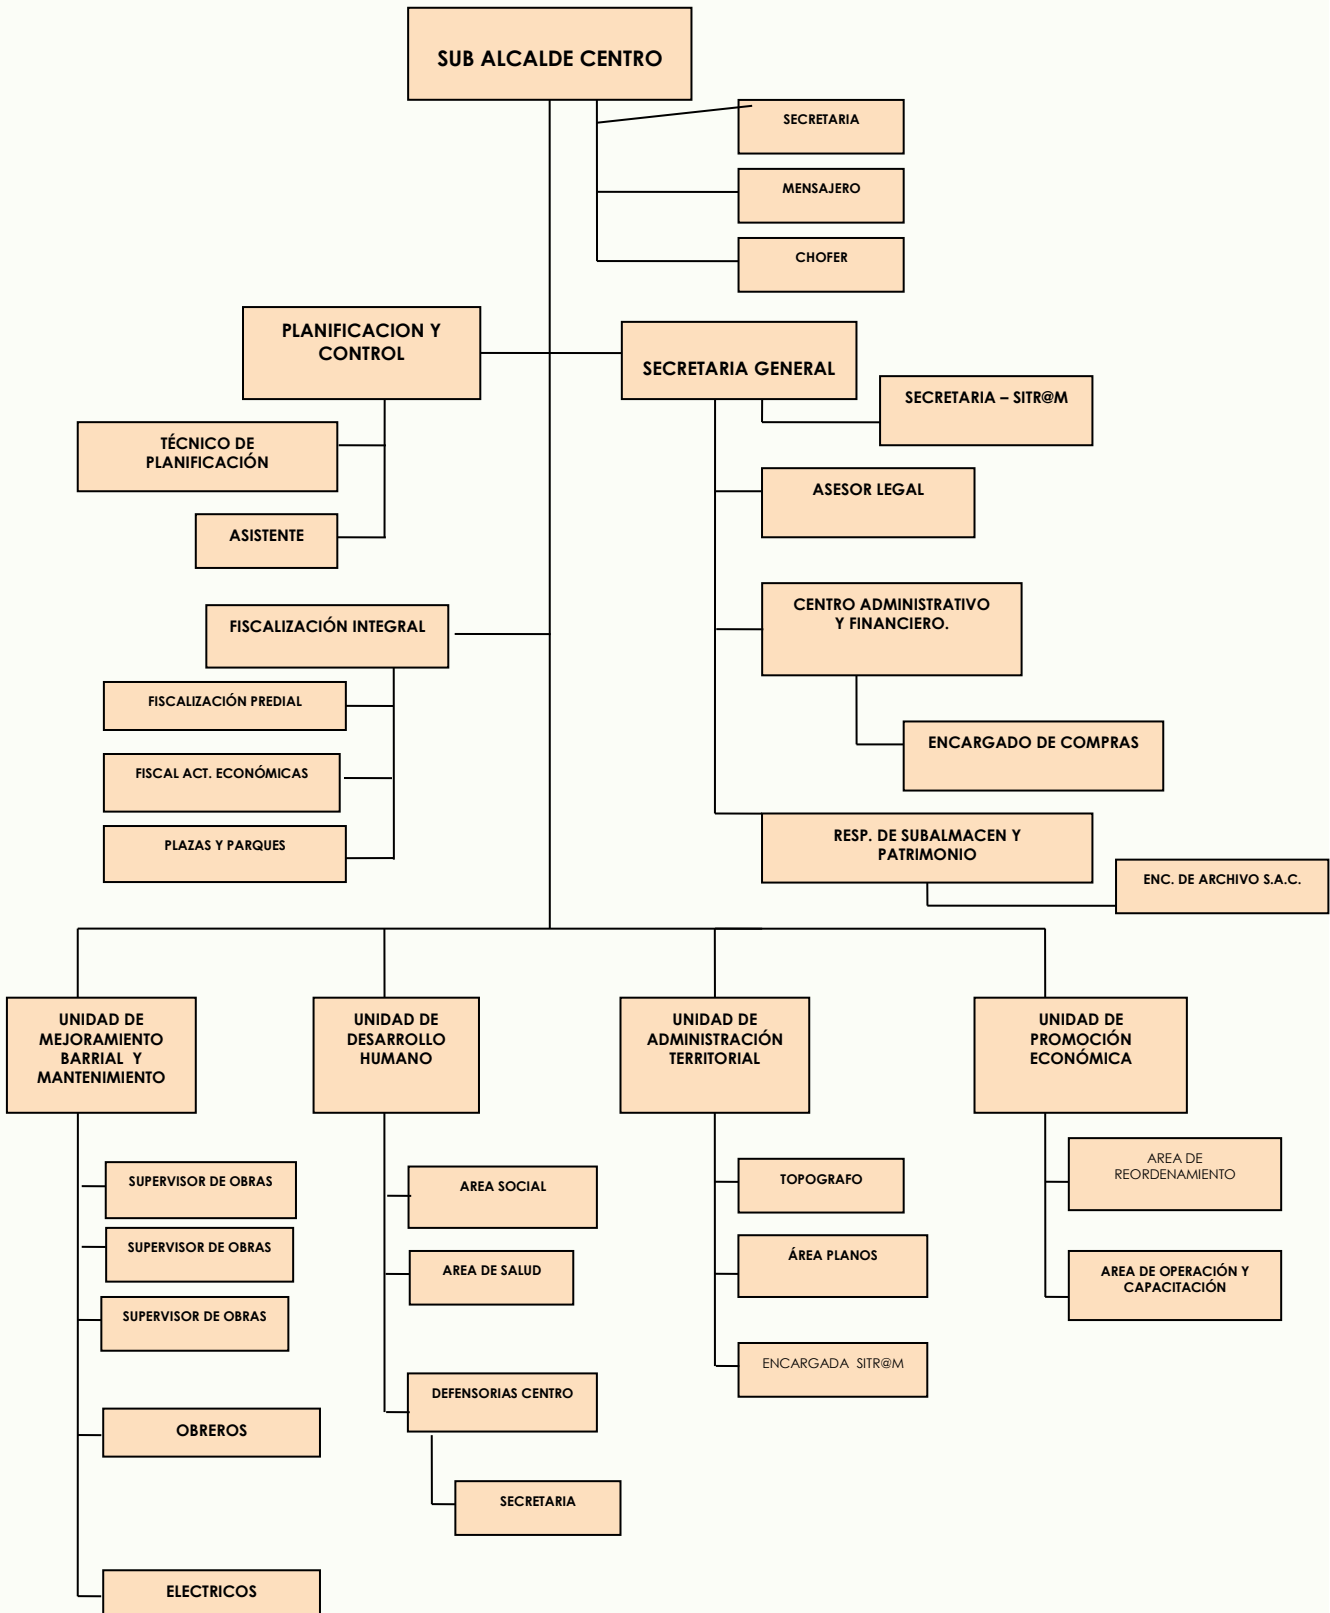 SUB ALCALDE CENTRO
SECRETARIA
MENSAJERO
CHOFER
PLANIFICACION Y
CONTROL
SECRETARIA GENERAL
SECRETARIA – SITR@M
TÉCNICO DE
PLANIFICACIÓN
ASESOR LEGAL
ASISTENTE
CENTRO ADMINISTRATIVO
Y FINANCIERO.
FISCALIZACIÓN INTEGRAL
FISCALIZACIÓN PREDIAL
ENCARGADO DE COMPRAS
FISCAL ACT. ECONÓMICAS
PLAZAS Y PARQUES
RESP. DE SUBALMACEN Y
PATRIMONIO
ENC. DE ARCHIVO S.A.C.
UNIDAD DE
MEJORAMIENTO
BARRIAL Y
MANTENIMIENTO
UNIDAD DE
DESARROLLO
HUMANO
UNIDAD DE
ADMINISTRACIÓN
TERRITORIAL
UNIDAD DE
PROMOCIÓN
ECONÓMICA
SUPERVISOR DE OBRAS
SUPERVISOR DE OBRAS
SUPERVISOR DE OBRAS
OBREROS
ELECTRICOS
AREA SOCIAL
AREA DE SALUD
DEFENSORIAS CENTRO
SECRETARIA
TOPOGRAFO
ÁREA PLANOS
ENCARGADA SITR@M
AREA DE
REORDENAMIENTO
AREA DE OPERACIÓN Y
CAPACITACIÓN